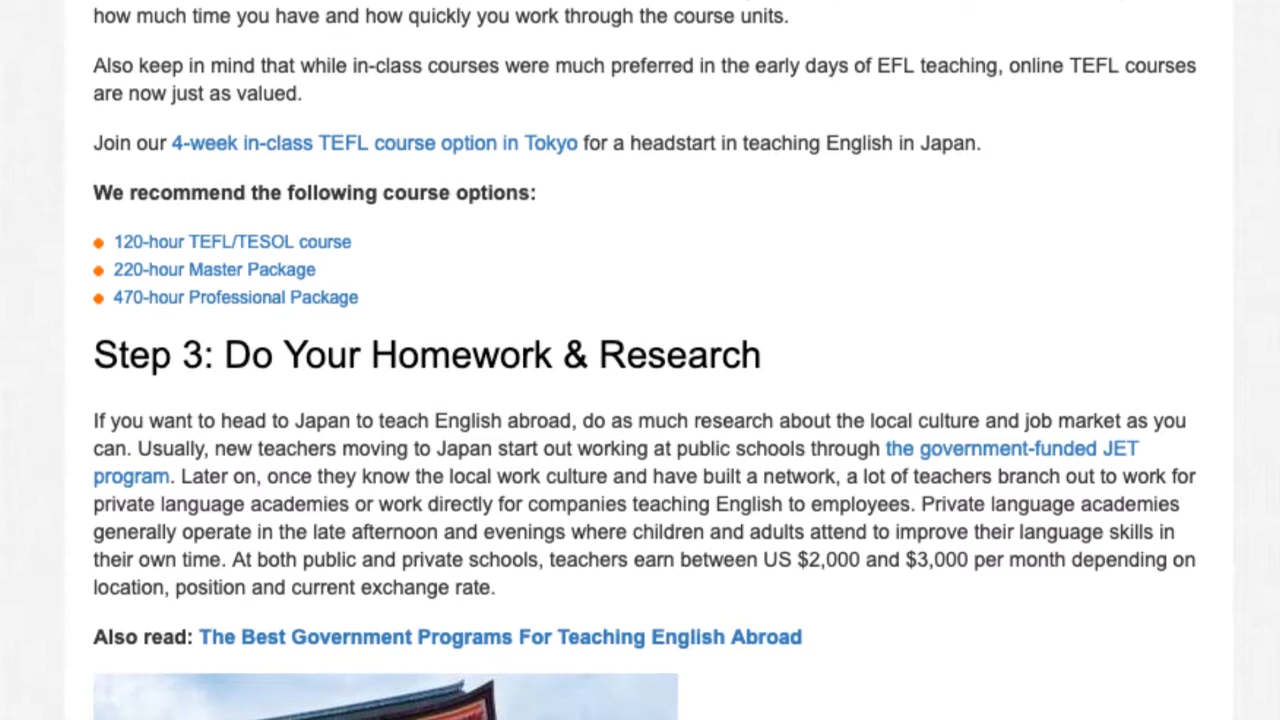 how much time you have and how quickly you work through the course units.
Also keep in mind that while in-class courses were much preferred in the early days of EFL teaching, online TEFL courses
are now just as valued.
Join our 4-week in-class TEFL course option in Tokyo for a headstart in teaching English in Japan.
We recommend the following course options:
120-hour TEFL/TESOL course
220-hour Master Package
470-hour Professional Package
Step 3: Do Your Homework & Research
If you want to head to Japan to teach English abroad, do as much research about the local culture and job market as you
can. Usually, new teachers moving to Japan start out working at public schools through the government-funded JET
program. Later on, once they know the local work culture and have built a network, a lot of teachers branch out to work for
private language academies or work directly for companies teaching English to employees. Private language academies
generally operate in the late afternoon and evenings where children and adults attend to improve their language skills in
their own time. At both public and private schools, teachers earn between US $2,000 and $3,000 per month depending on
location, position and current exchange rate.
Also read: The Best Government Programs For Teaching English Abroad